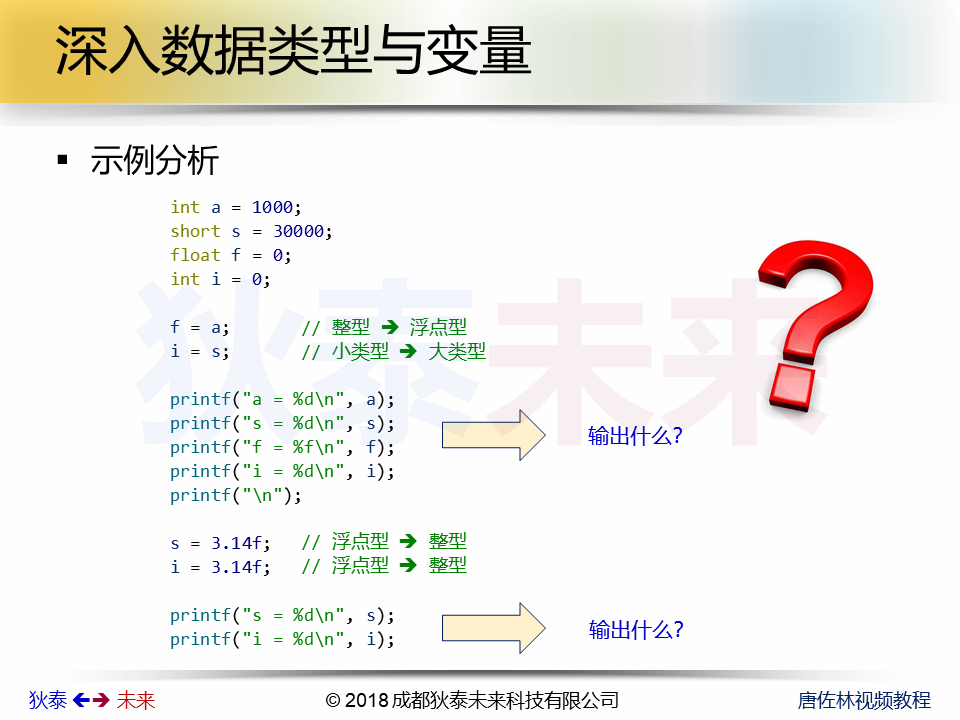 深入数据类型与变量
▪ 示例分析
int a = 1000;
short s = 30000;
float f = 0;
int i = 0;
f = a; // 整型 ➔ 浮点型
i = s; // 小类型 ➔ 大类型
printf("a = %d\n", a);
printf("s = %d\n", s);
printf("f = %f\n", f);
printf("i = %d\n", i);
printf("\n");
输出什么?
s = 3.14f; // 浮点型 ➔ 整型
i = 3.14f; // 浮点型 ➔ 整型
printf("s = %d\n", s);
printf("i = %d\n", i);
输出什么?
狄泰未来
狄泰 🡸🡺 未来
© 2018 成都狄泰未来科技有限公司
唐佐林视频教程